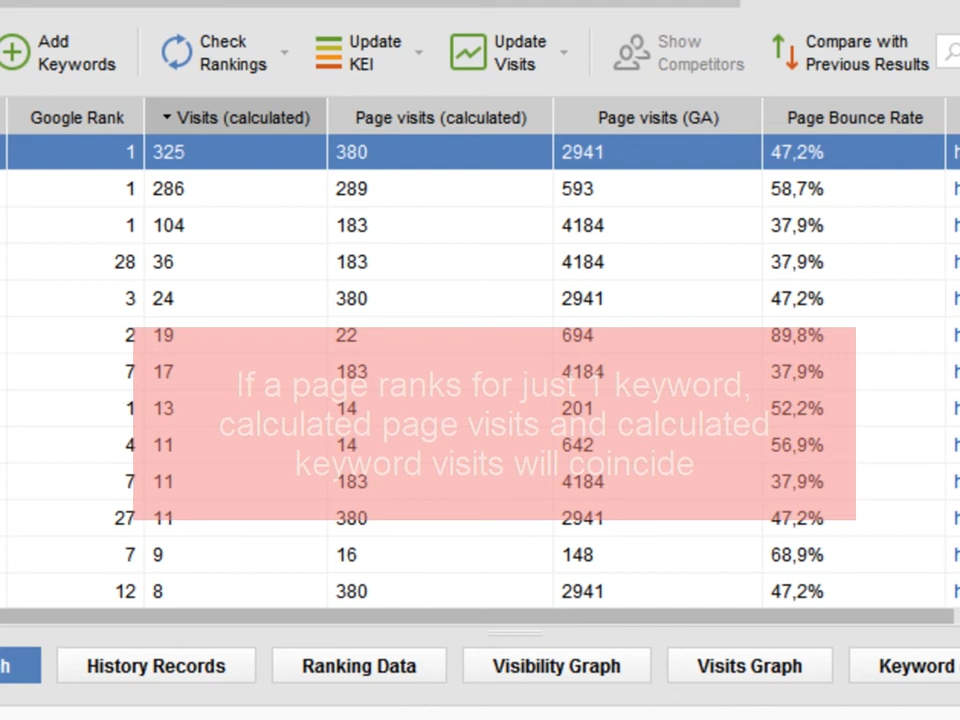 Add Keywords
Check Rankings
Update KEI
Update Visits
Show Competitors
Compare with Previous Results
Google Rank Visits (calculated) Page visits (calculated) Page visits (GA) Page Bounce Rate
1 325 380 2941 47,2% h
1 286 289 593 58,7% h
1 104 183 4184 37,9% h
28 36 183 4184 37,9% h
3 24 380 2941 47,2% h
2 19 22 694 89,8% h
7 17 183 4184 37,9% h
1 13 14 201 52,2% h
4 11 14 642 56,9% h
7 11 183 4184 37,9% h
27 11 380 2941 47,2% h
7 9 16 148 68,9% h
12 8 380 2941 47,2% h
If a page ranks for just 1 keyword,
calculated page visits and calculated
keyword visits will coincide
h History Records Ranking Data Visibility Graph Visits Graph Keyword